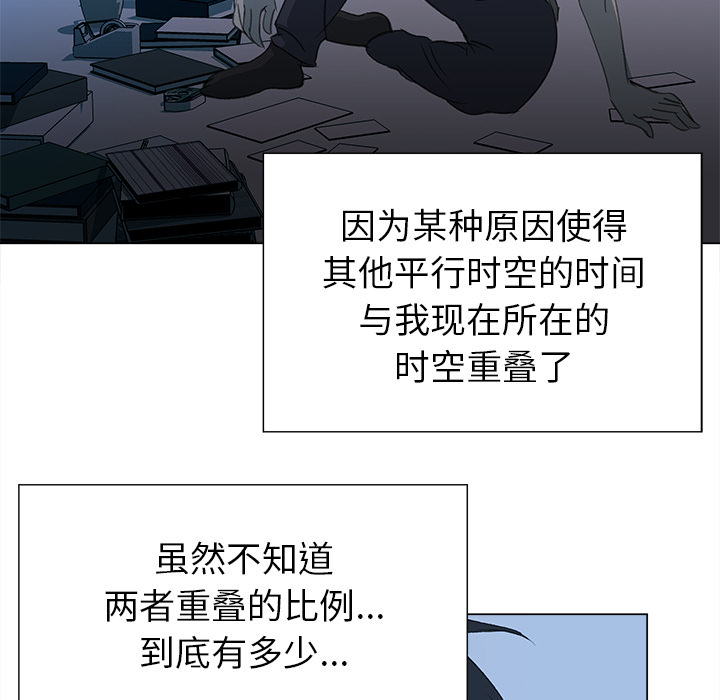 因为某种原因使得
其他平行时空的时间
与我现在所在的
时空重叠了
虽然不知道
两者重叠的比例...
到底有多少...